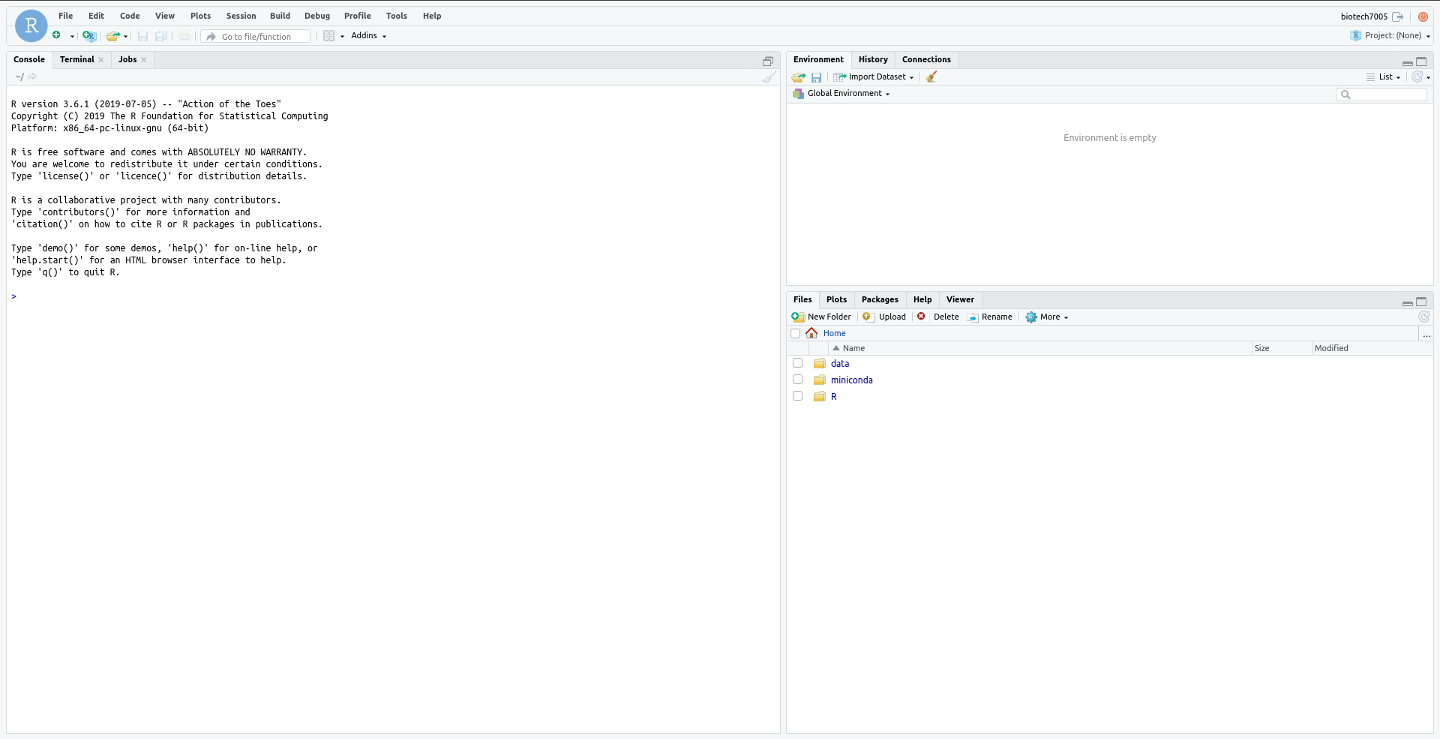 R File Edit Code View Plots Session Build Debug Profile Tools Help biotech7005
Go to file/function Addins Project: (None)
Console Terminal Jobs
~/
R version 3.6.1 (2019-07-05) -- "Action of the Toes"
Copyright (C) 2019 The R Foundation for Statistical Computing
Platform: x86_64-pc-linux-gnu (64-bit)
R is free software and comes with ABSOLUTELY NO WARRANTY.
You are welcome to redistribute it under certain conditions.
Type 'license()' or 'licence()' for distribution details.
R is a collaborative project with many contributors.
Type 'contributors()' for more information and
'citation()' on how to cite R or R packages in publications.
Type 'demo()' for some demos, 'help()' for on-line help, or
'help.start()' for an HTML browser interface to help.
Type 'q()' to quit R.
>
Environment History Connections
Import Dataset List
Global Environment
Environment is empty
Files Plots Packages Help Viewer
New Folder Upload Delete Rename More
Home ...
Name Size Modified
data
miniconda
R